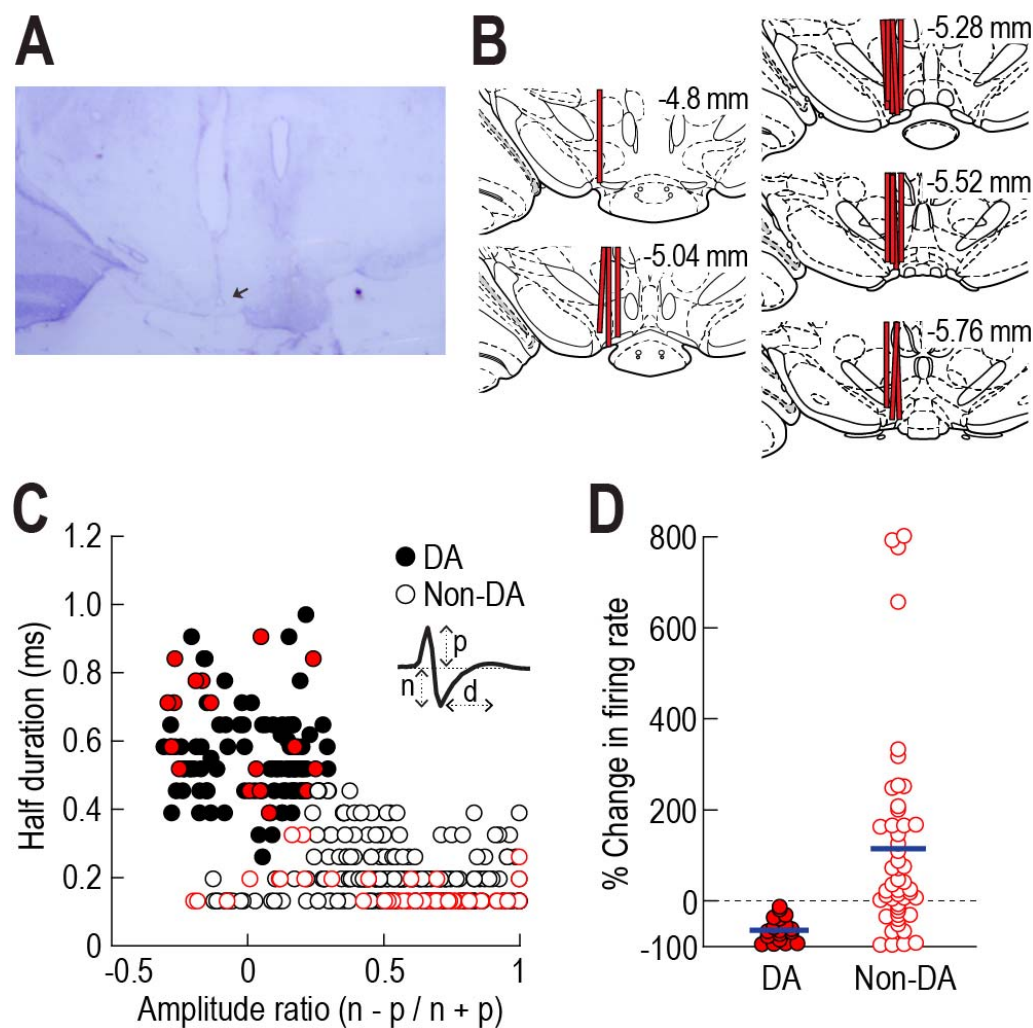 A
B
-4.8 mm
-5.04 mm
-5.28 mm
-5.52 mm
-5.76 mm
C
Half duration (ms)
1.2
1.0
0.8
0.6
0.4
0.2
0
-0.5
0
0.5
1
Amplitude ratio (n - p / n + p)
DA
Non-DA
p
n
d
D
% Change in firing rate
800
600
400
200
0
-100
DA
Non-DA